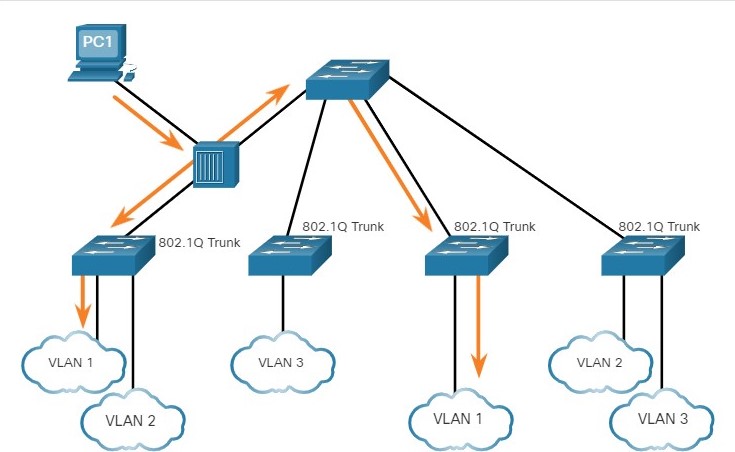 PC1
802.1Q Trunk
802.1Q Trunk
802.1Q Trunk
802.1Q Trunk
VLAN 1
VLAN 2
VLAN 3
VLAN 1
VLAN 2
VLAN 3